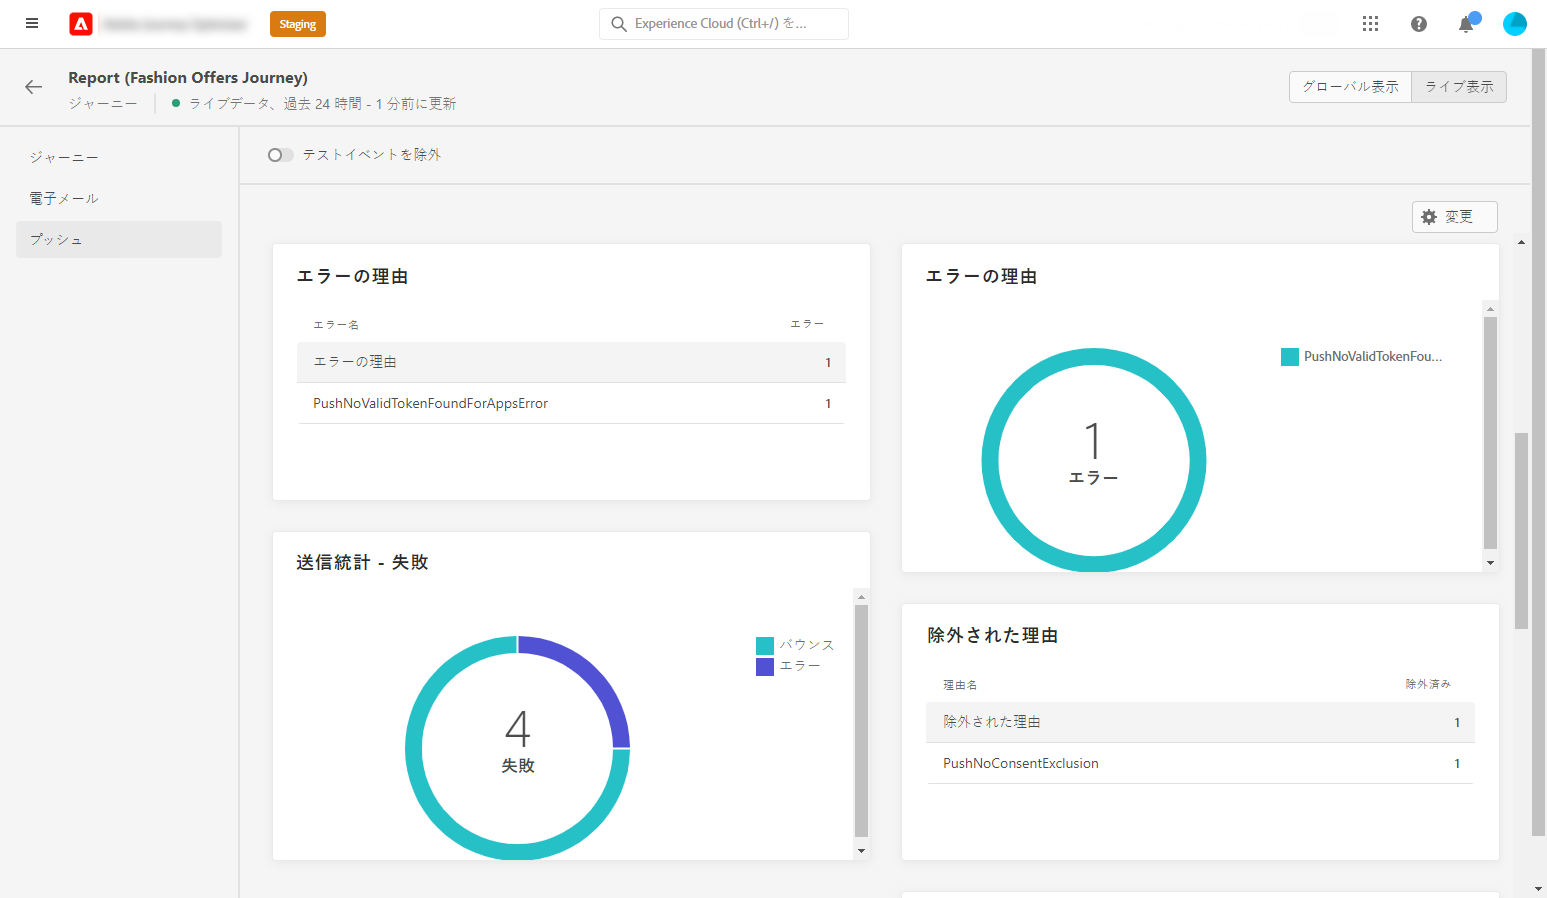 Staging
Experience Cloud (Ctrl+/) を...
Report (Fashion Offers Journey)
ジャーニー
ライブデータ、過去 24 時間 - 1 分前に更新
グローバル表示
ライブ表示
ジャーニー
電子メール
プッシュ
テストイベントを除外
変更
エラーの理由
エラー名 エラー
エラーの理由 1
PushNoValidTokenFoundForAppsError 1
エラーの理由
PushNoValidTokenFou...
1
エラー
送信統計 - 失敗
バウンス
エラー
4
失敗
除外された理由
理由名 除外済み
除外された理由 1
PushNoConsentExclusion 1